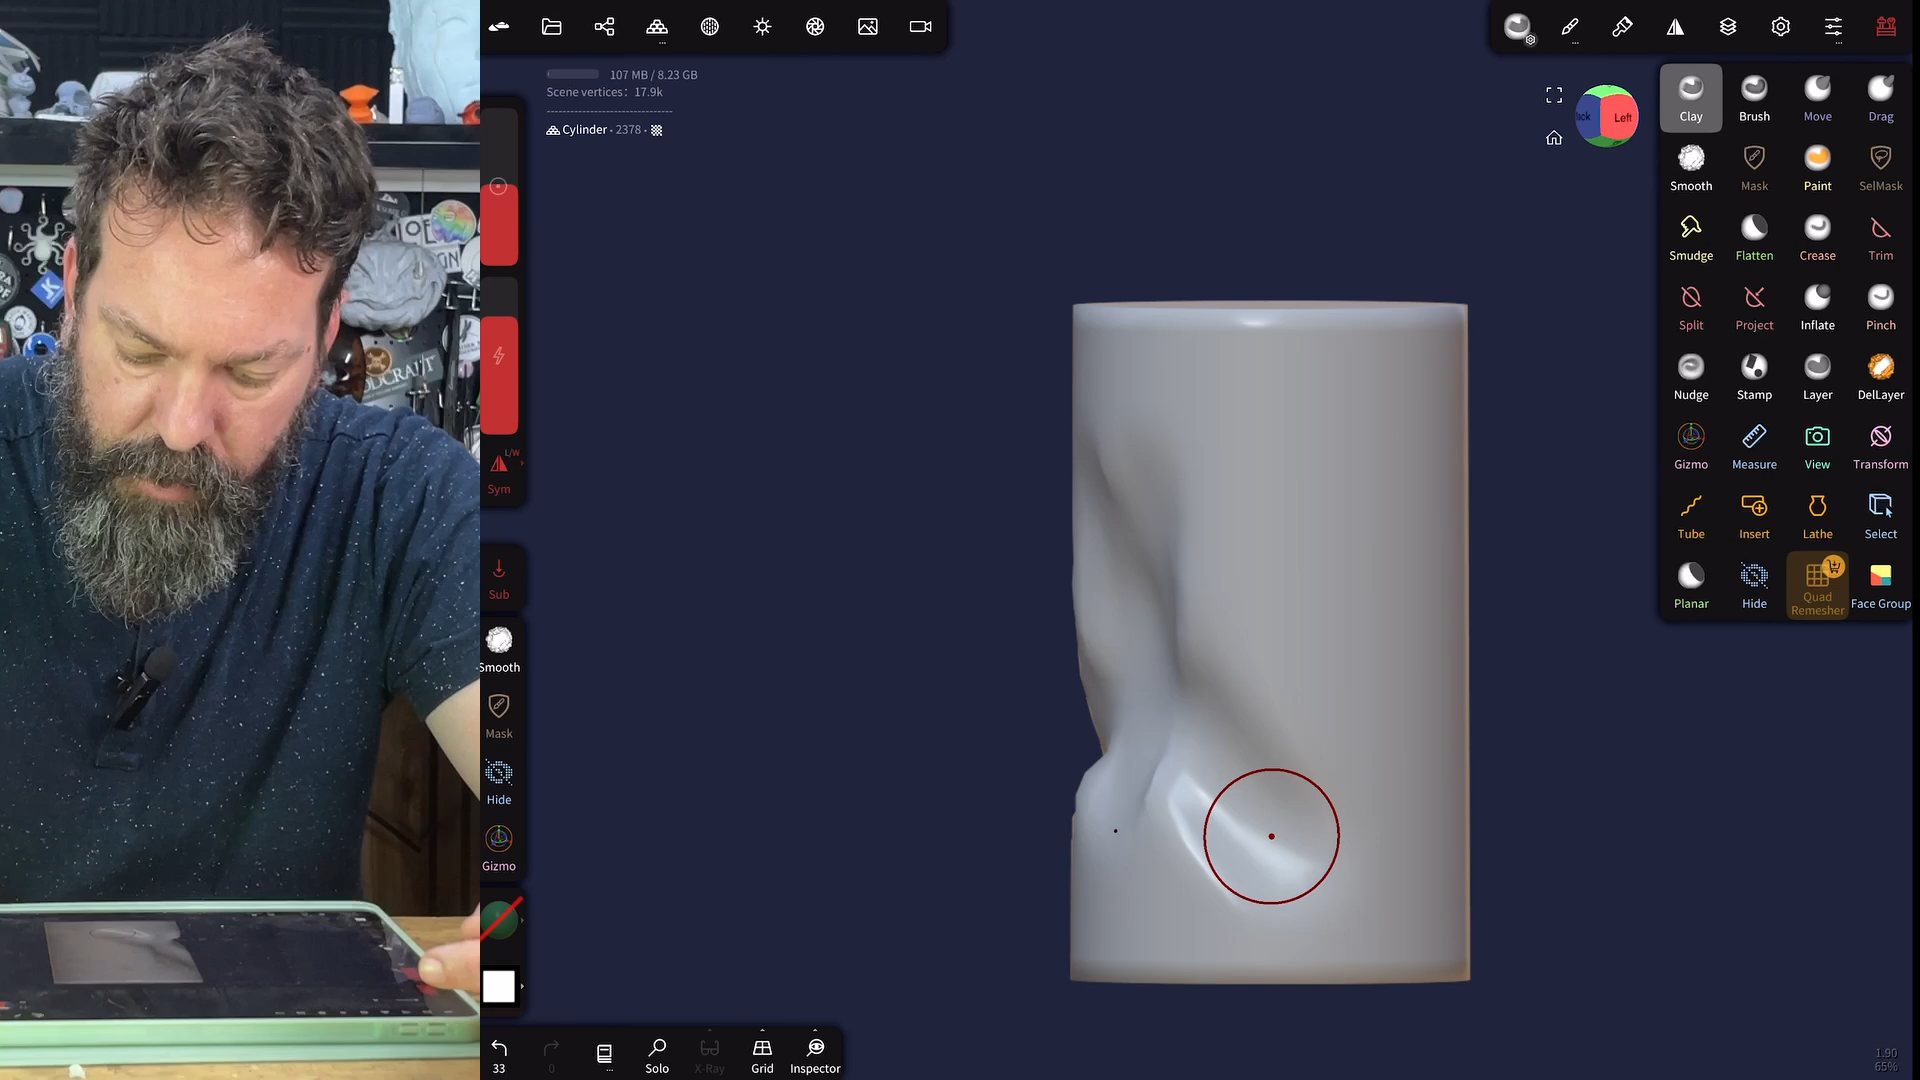 107 MB / 8.23 GB
Scene vertices: 17.9k
Cylinder • 2378 •
ack
Left
Clay
Brush
Move
Drag
Smooth
Mask
Paint
SelMask
Smudge
Flatten
Crease
Trim
Split
Project
Inflate
Pinch
Nudge
Stamp
Layer
DelLayer
Gizmo
Measure
View
Transform
Tube
Insert
Lathe
Select
Planar
Hide
Quad
Remesher
Face Group
L/W
Sym
Sub
Smooth
Mask
Hide
Gizmo
33
0
Solo
X-Ray
Grid
Inspector
1.90
65%